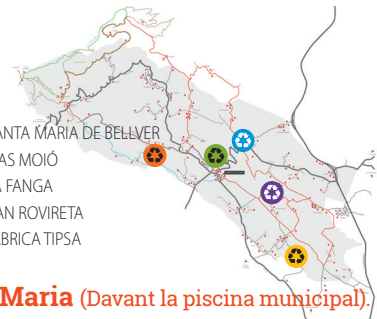 ANTA MARIA DE BELLVER
AS MOIÓ
A FANGA
AN ROVIRETA
BRICA TIPSA
Maria (Davant la piscina municipal).